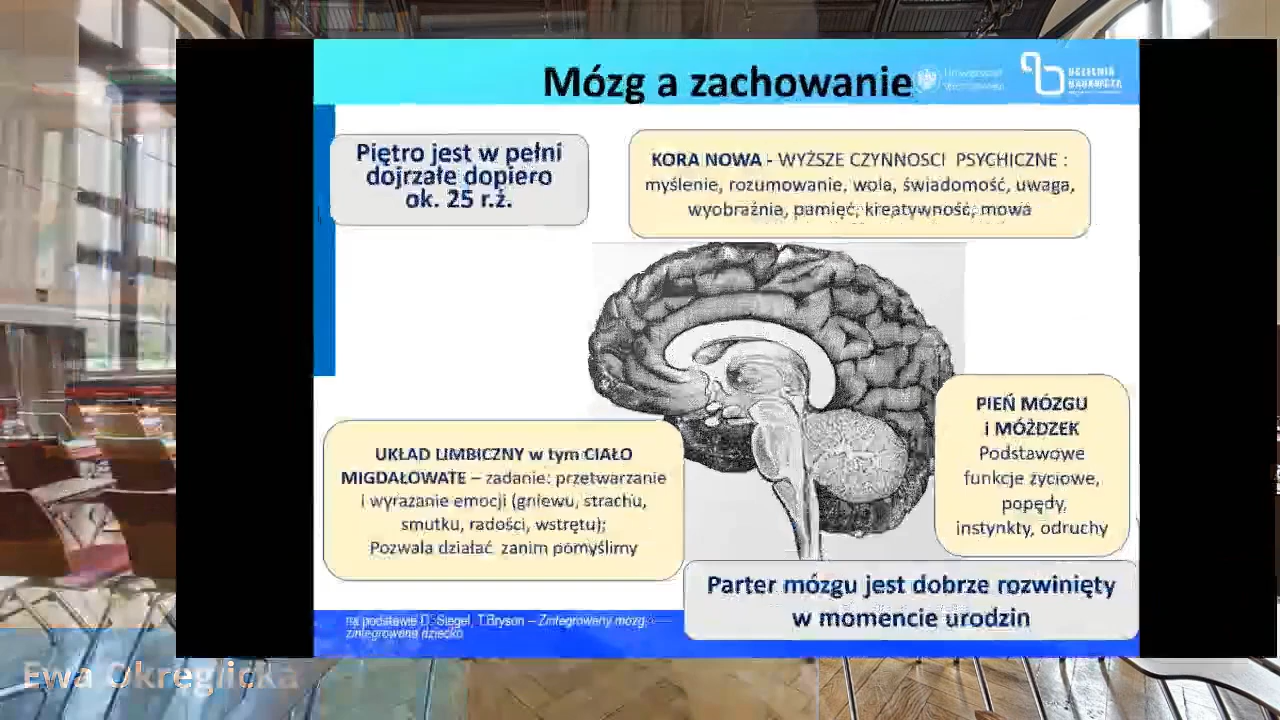 Mózg a zachowanie
UCZELNIA
BADAWCZA
Piętro jest w pełni
dojrzałe dopiero
ok. 25 r.ż.
KORA NOWA - WYŻSZE CZYNNOSCI PSYCHICZNE :
myślenie, rozumowanie, wola, świadomość, uwaga,
wyobraźnia, pamięć, kreatywność, mowa
UKŁAD LIMBICZNY w tym CIAŁO
MIGDAŁOWATE – zadanie: przetwarzanie
i wyrażanie emocji (gniewu, strachu,
smutku, radości, wstrętu);
Pozwala działać zanim pomyślimy
PIEŃ MÓZGU
i MÓŻDŻEK
Podstawowe
funkcje życiowe,
popędy,
instynkty, odruchy
Parter mózgu jest dobrze rozwinięty
w momencie urodzin
na podstawie D. Siegel, T.Bryson – Zintegrowany mózg –
zintegrowane dziecko
Ewa Okręglicka